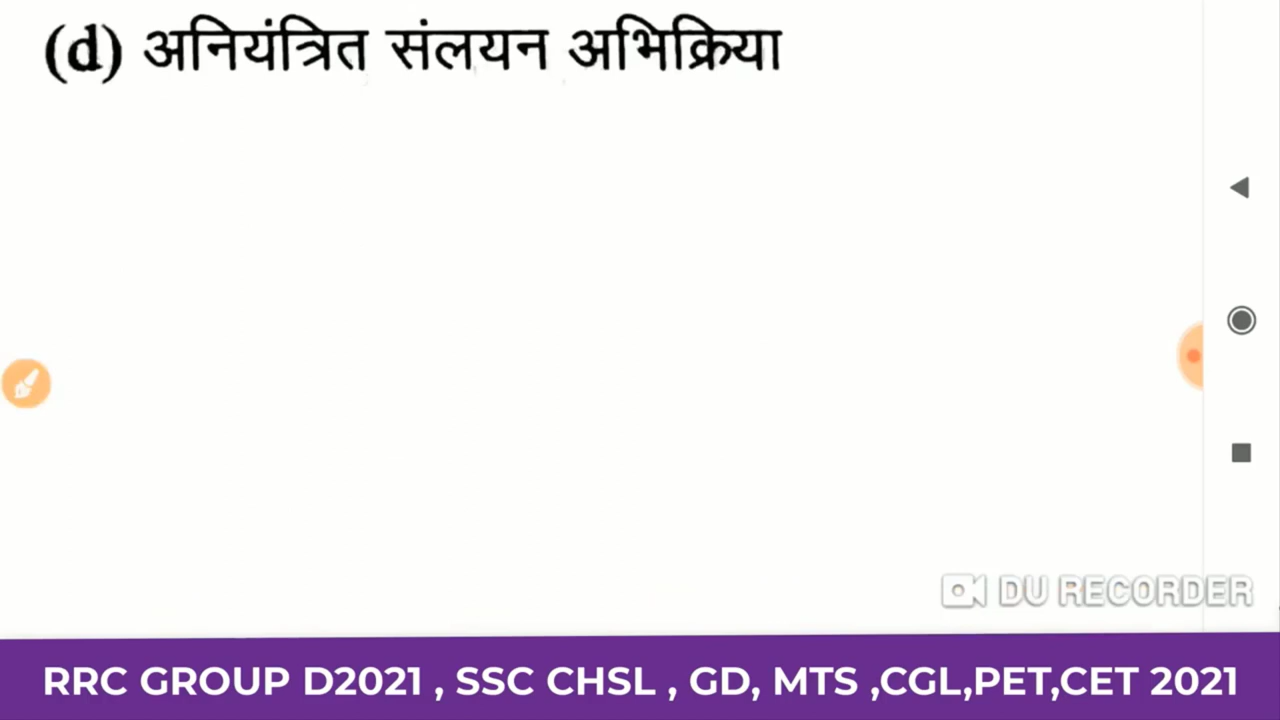 (d) अनियंत्रित संलयन अभिक्रिया
DU RECORDER
RRC GROUP D2021 , SSC CHSL , GD, MTS ,CGL,PET,CET 2021